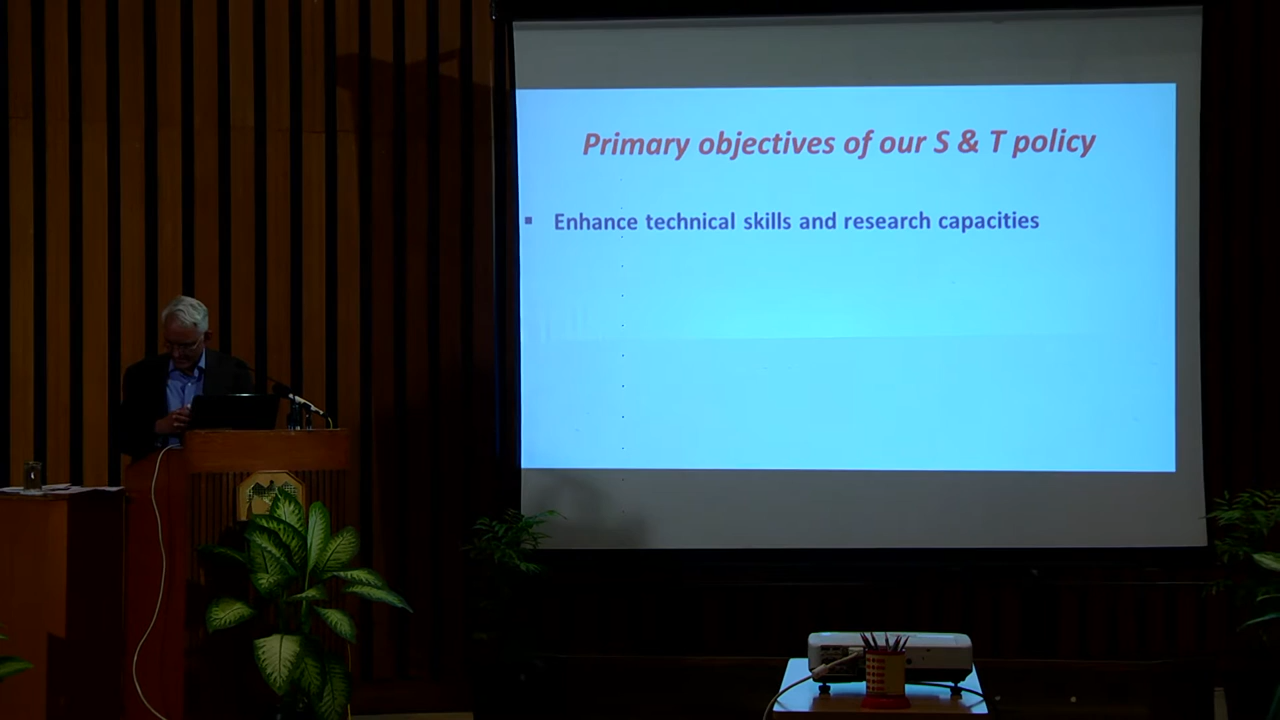 Primary objectives of our S & T policy
▪ Enhance technical skills and research capacities